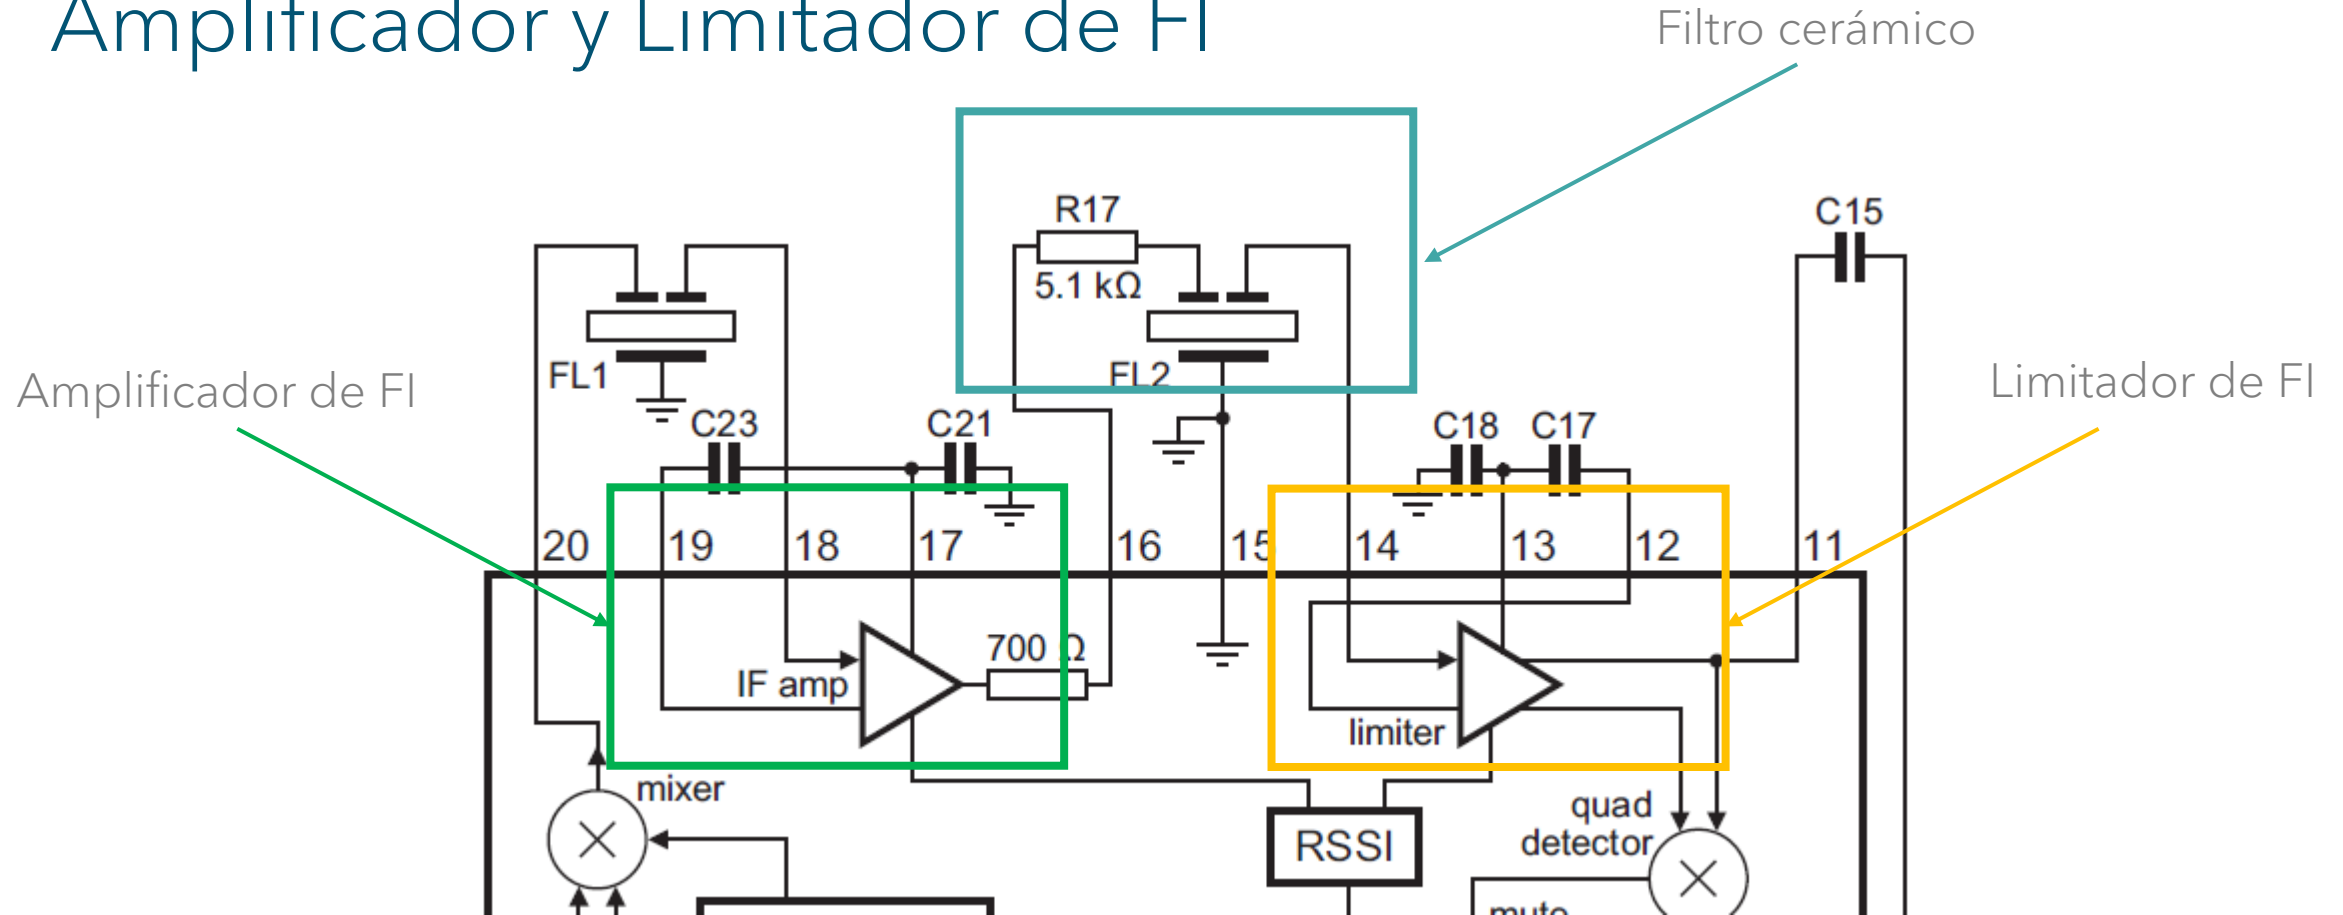 Amplificador y Limitador de FI
Filtro cerámico
R17
5.1 kΩ
C15
FL1
FL2
Amplificador de FI
Limitador de FI
C23
C21
C18
C17
20
19
18
17
16
15
14
13
12
11
700 Ω
IF amp
limiter
mixer
RSSI
quad
detector
mute